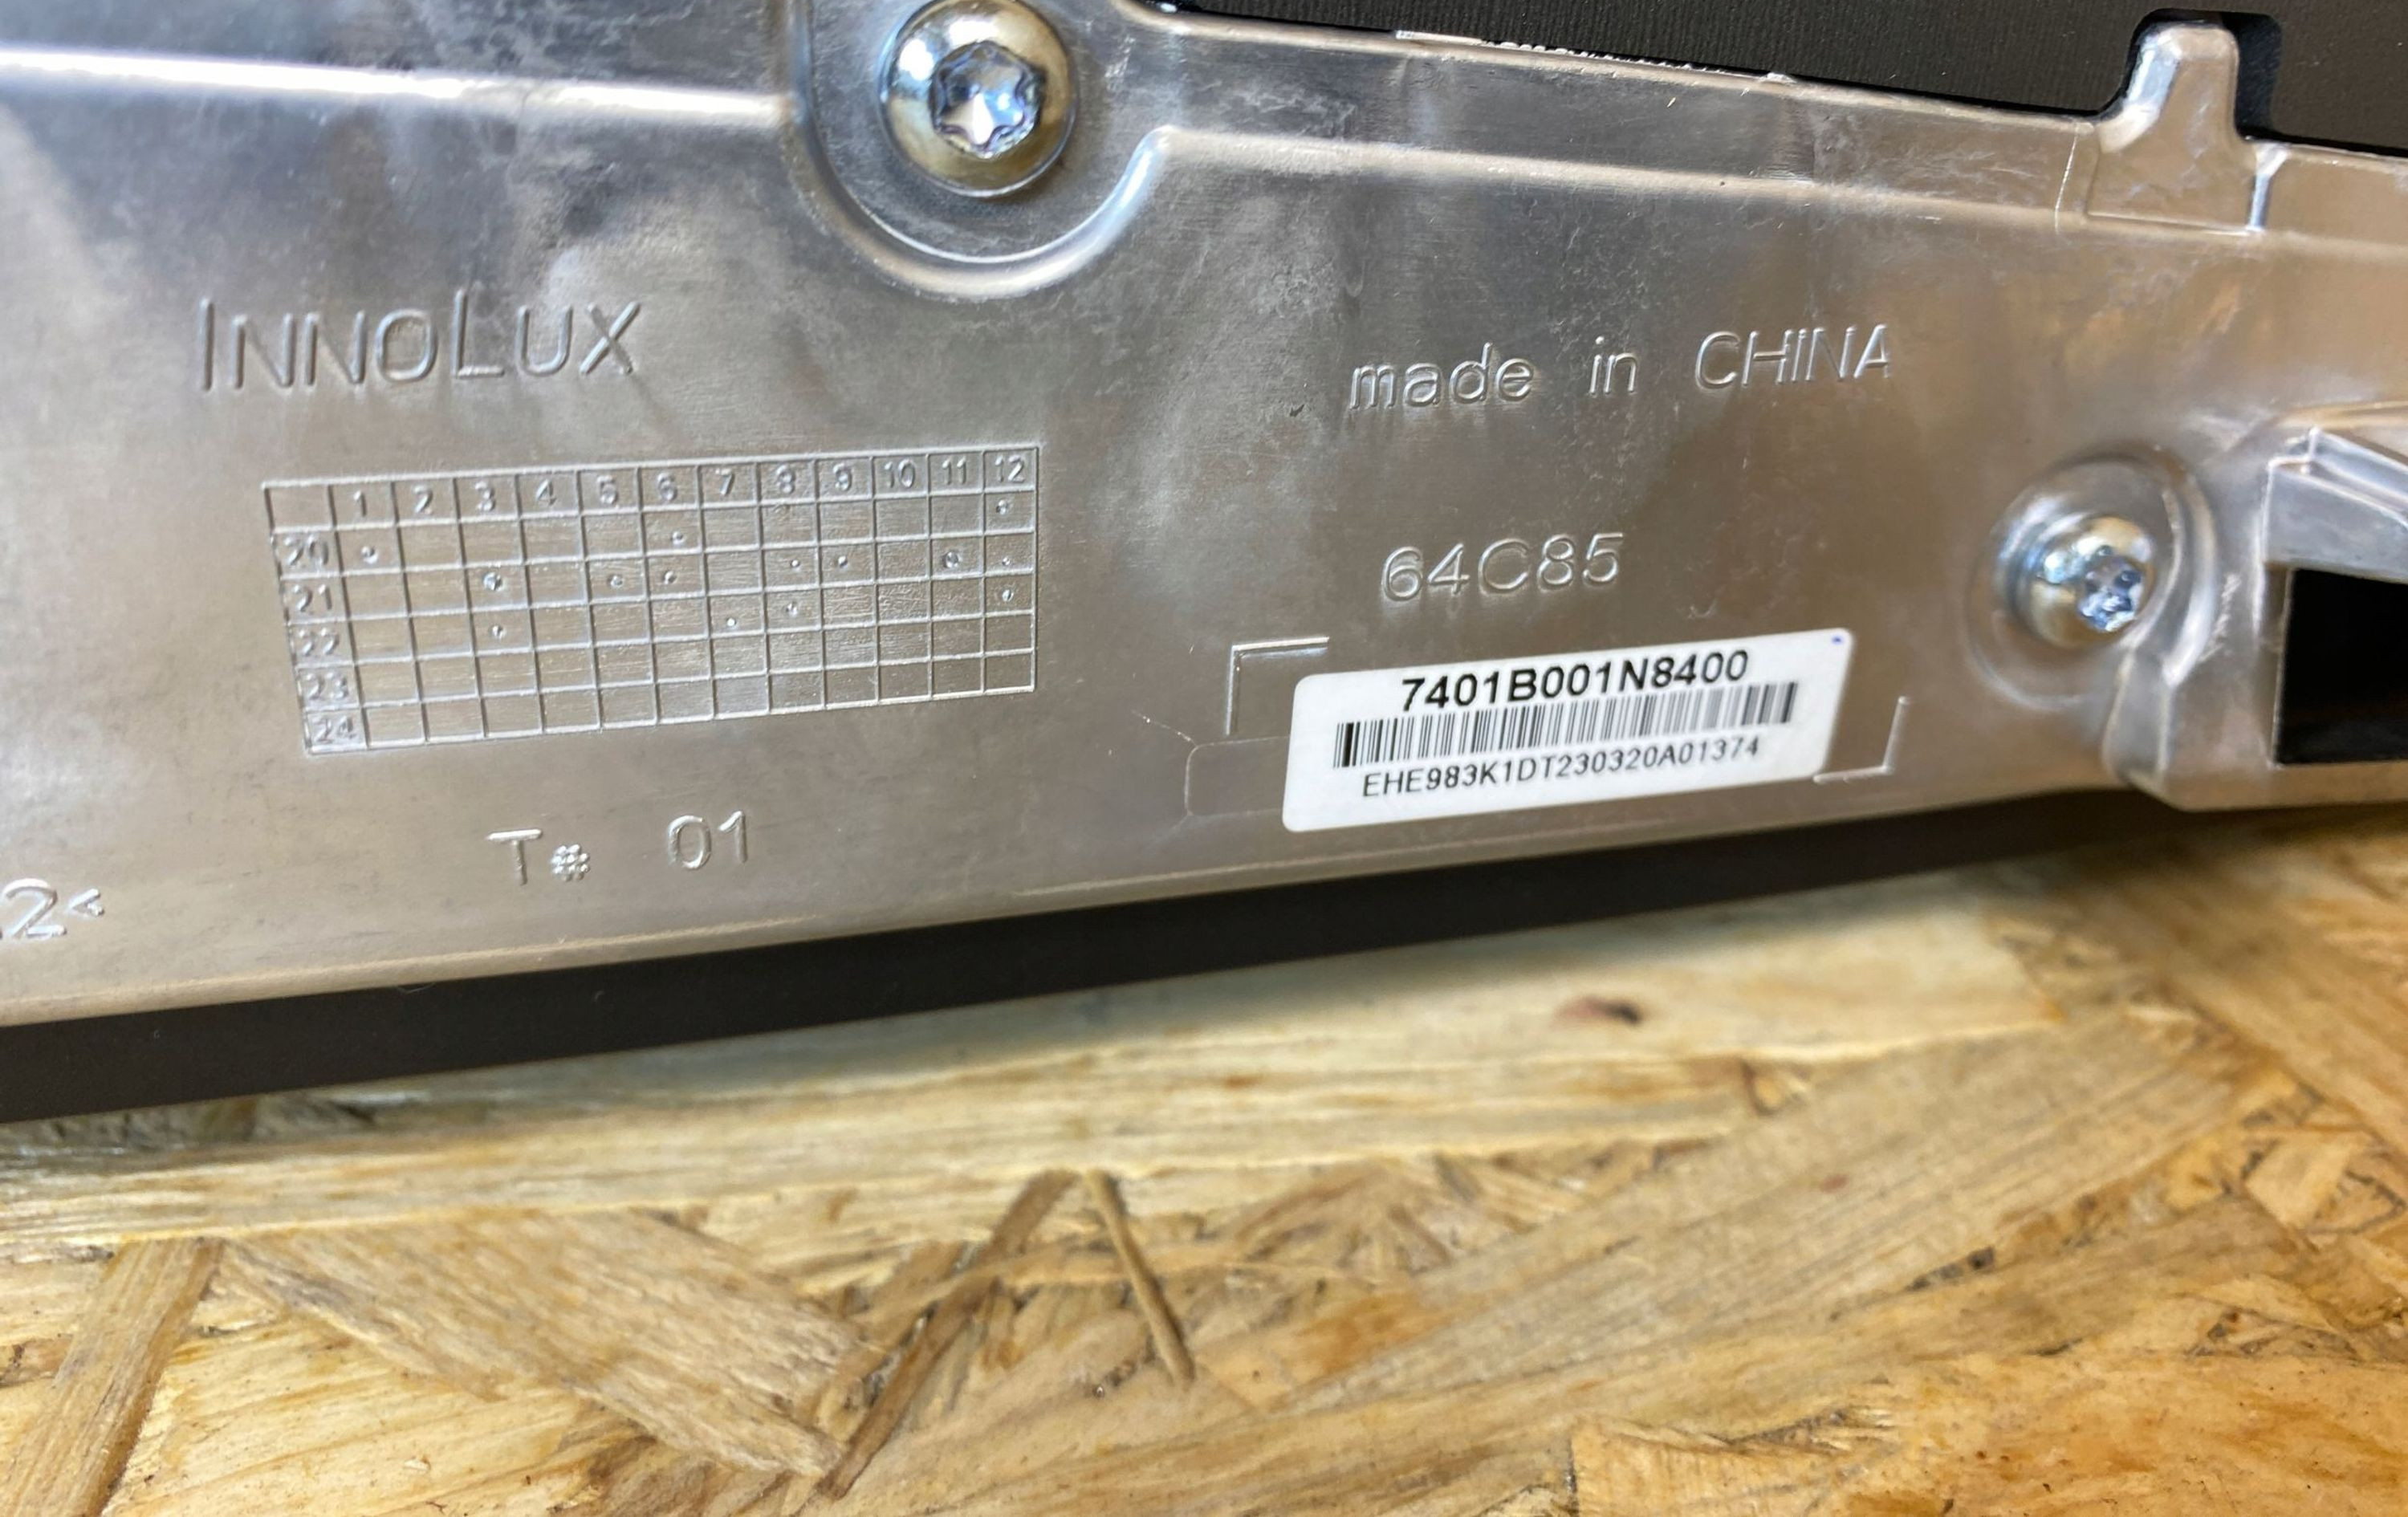 INNOLUX
made in CHINA
1 2 3 4 5 6 7 8 9 10 11 12
20
21
22
23
24
64C85
7401B001N8400
EHE983K1DT230320A01374
T# 01
2<